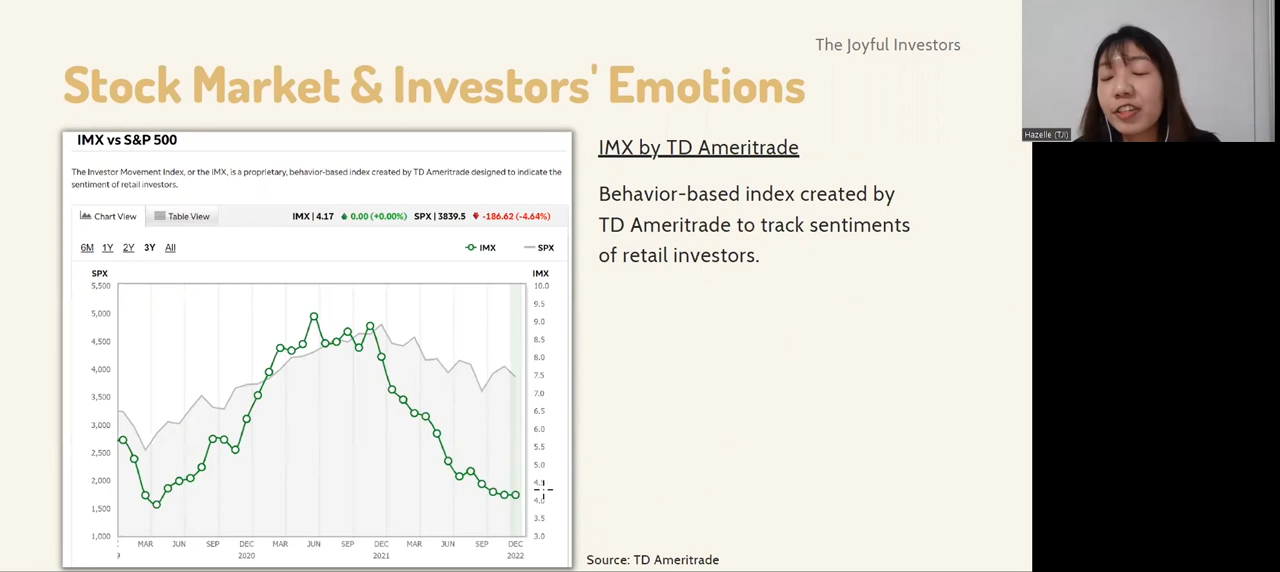 The Joyful Investors
Stock Market & Investors' Emotions
Hazelle (TJI)
IMX vs S&P 500
The Investor Movement Index, or the IMX, is a proprietary, behavior-based index created by TD Ameritrade designed to indicate the
sentiment of retail investors.
Chart View Table View IMX | 4.17 0.00 (+0.00%) SPX | 3839.5 -186.62 (-4.64%)
6M 1Y 2Y 3Y All IMX SPX
SPX IMX
5,500 10.0
9.5
5,000 9.0
4,500 8.5
8.0
4,000 7.5
3,500 7.0
6.5
3,000 6.0
2,500 5.5
5.0
2,000
1,500 4.0
3.5
1,000 3.0
MAR JUN SEP DEC MAR JUN SEP DEC MAR JUN SEP DEC
9 2020 2021 2022
IMX by TD Ameritrade
Behavior-based index created by
TD Ameritrade to track sentiments
of retail investors.
Source: TD Ameritrade